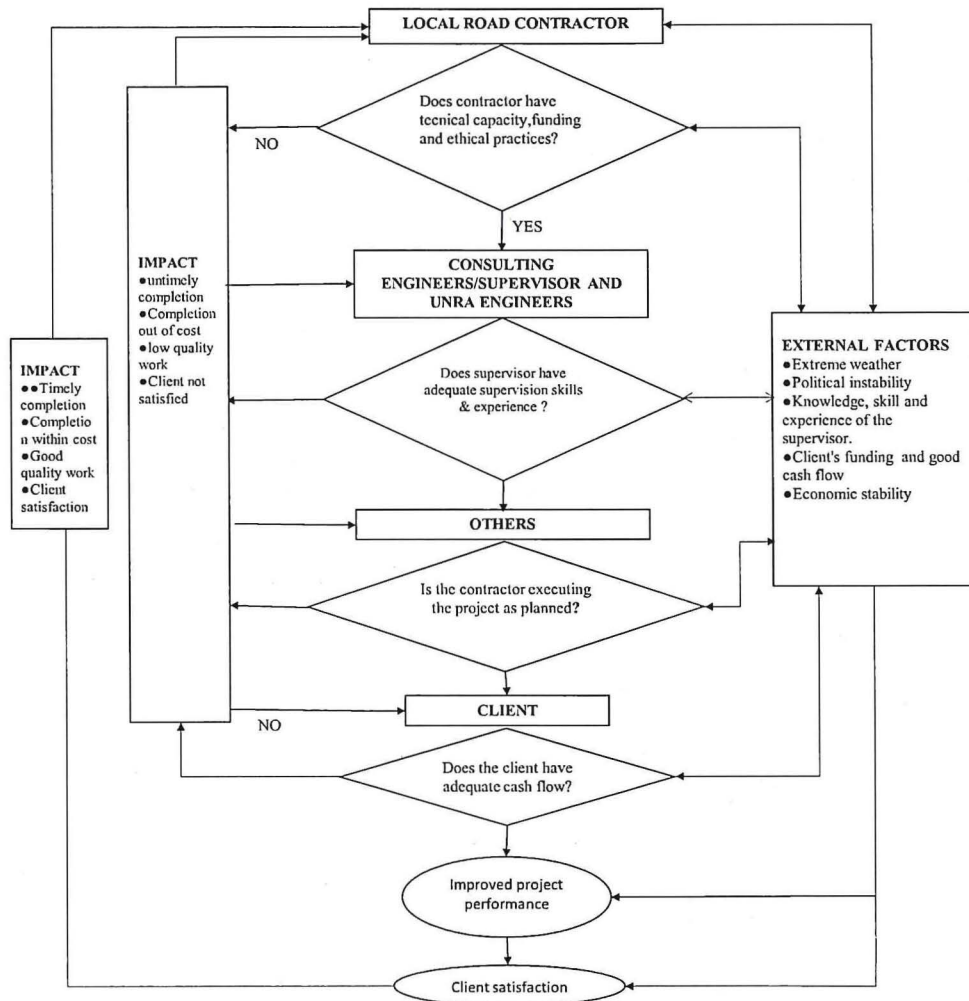 LOCAL ROAD CONTRACTOR
Does contractor have
tecnical capacity,funding
and ethical practices?
NO
YES
CONSULTING
ENGINEERS/SUPERVISOR AND
UNRA ENGINEERS
IMPACT
●untimely
completion
●Completion
out of cost
●low quality
work
●Client not
satisfied
IMPACT
●●Timely
completion
●Completio
n within cost
●Good
quality work
●Client
satisfaction
Does supervisor have
adequate supervision skills
& experience ?
EXTERNAL FACTORS
●Extreme weather
●Political instability
●Knowledge, skill and
experience of the
supervisor.
●Client's funding and good
cash flow
●Economic stability
OTHERS
Is the contractor executing
the project as planned?
CLIENT
NO
Does the client have
adequate cash flow?
Improved project
performance
Client satisfaction